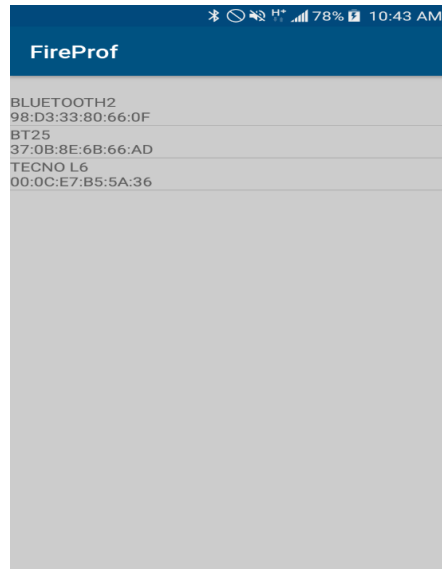 H+ 78% 10:43 AM
FireProf
BLUETOOTH2
98:D3:33:80:66:0F
BT25
37:0B:8E:6B:66:AD
TECNO L6
00:0C:E7:B5:5A:36